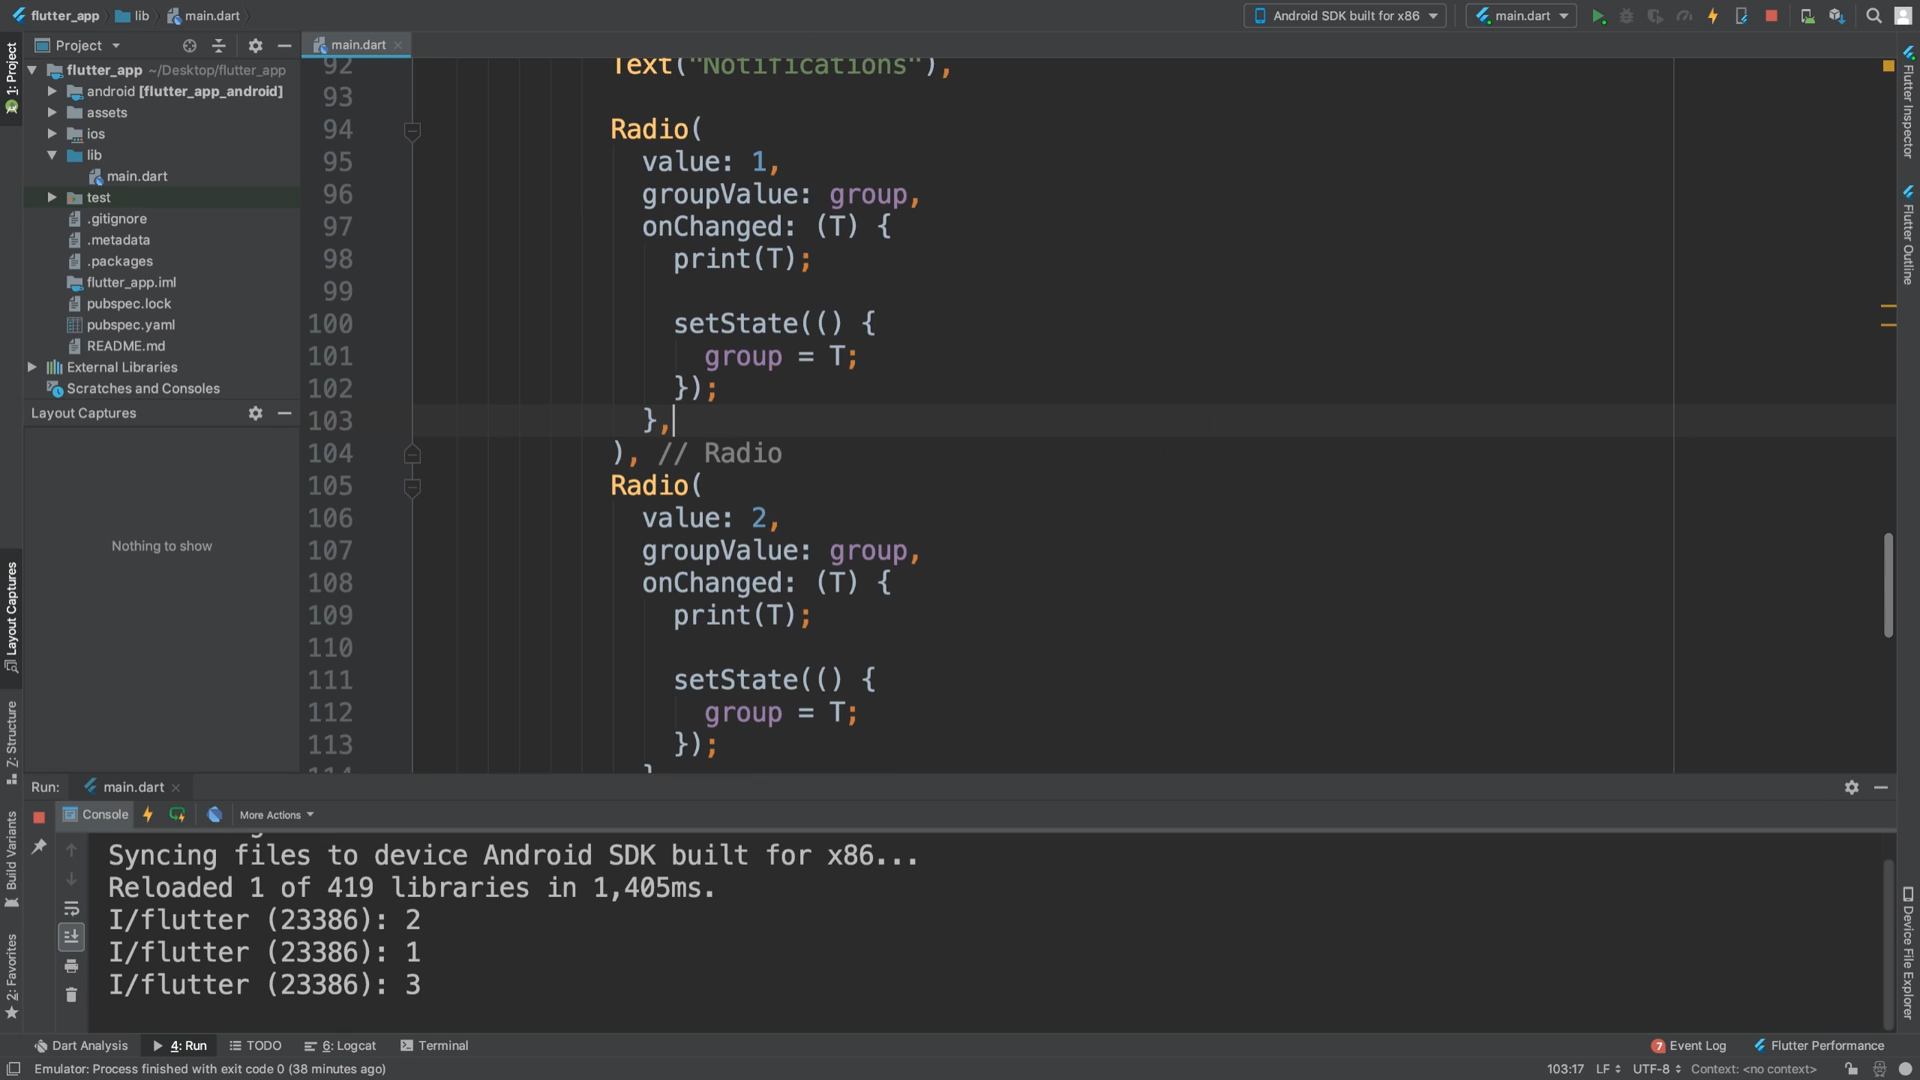 flutter_app lib main.dart Android SDK built for x86 main.dart
Project main.dart
flutter_app ~/Desktop/flutter_app
android [flutter_app_android]
assets
ios
lib
main.dart
test
.gitignore
.metadata
.packages
flutter_app.iml
pubspec.lock
pubspec.yaml
README.md
External Libraries
Scratches and Consoles
Layout Captures
Nothing to show
1: Project
Layout Captures
Z: Structure
Build Variants
2: Favorites
92 Text("Notifications"),
93
94 Radio(
95 value: 1,
96 groupValue: group,
97 onChanged: (T) {
98 print(T);
99
100 setState(() {
101 group = T;
102 });
103 },
104 ), // Radio
105 Radio(
106 value: 2,
107 groupValue: group,
108 onChanged: (T) {
109 print(T);
110
111 setState(() {
112 group = T;
113 });
114 }
Flutter Inspector
Flutter Outline
Device File Explorer
Run: main.dart
Console More Actions
Syncing files to device Android SDK built for x86...
Reloaded 1 of 419 libraries in 1,405ms.
I/flutter (23386): 2
I/flutter (23386): 1
I/flutter (23386): 3
Dart Analysis 4: Run TODO 6: Logcat Terminal 7 Event Log Flutter Performance
Emulator: Process finished with exit code 0 (38 minutes ago) 103:17 LF UTF-8 Context: <no context>